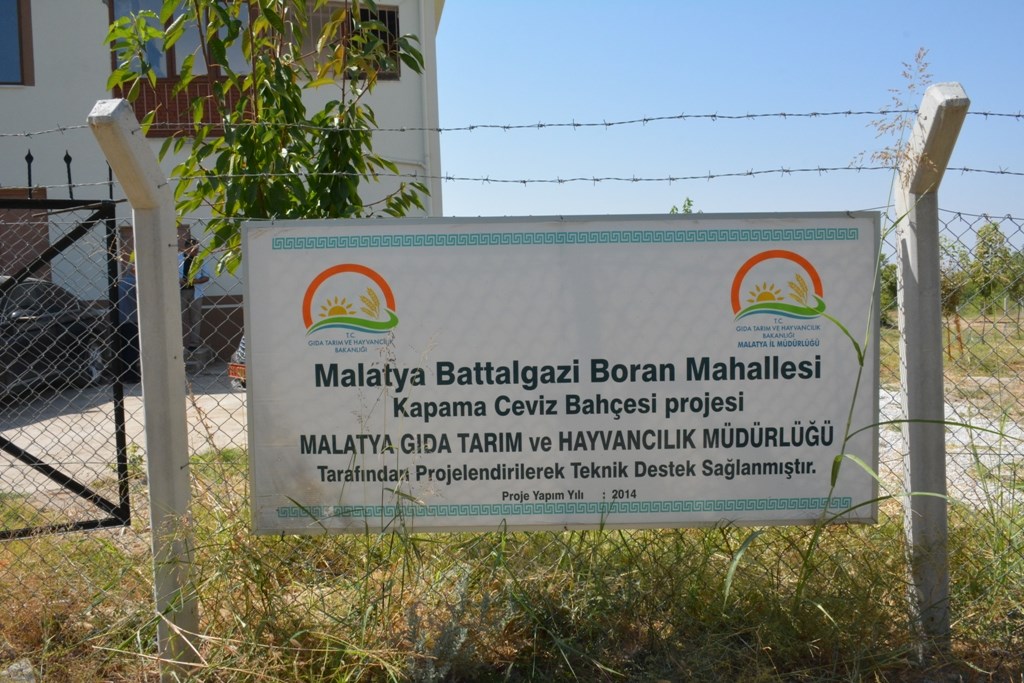 T.C.
GIDA TARIM VE HAYVANCILIK
BAKANLIĞI
T.C.
GIDA TARIM VE HAYVANCILIK
BAKANLIĞI
MALATYA İL MÜDÜRLÜĞÜ
Malatya Battalgazi Boran Mahallesi
Kapama Ceviz Bahçesi projesi
MALATYA GIDA TARIM ve HAYVANCILIK MÜDÜRLÜĞÜ
Tarafından Projelendirilerek Teknik Destek Sağlanmıştır.
Proje Yapım Yılı : 2014